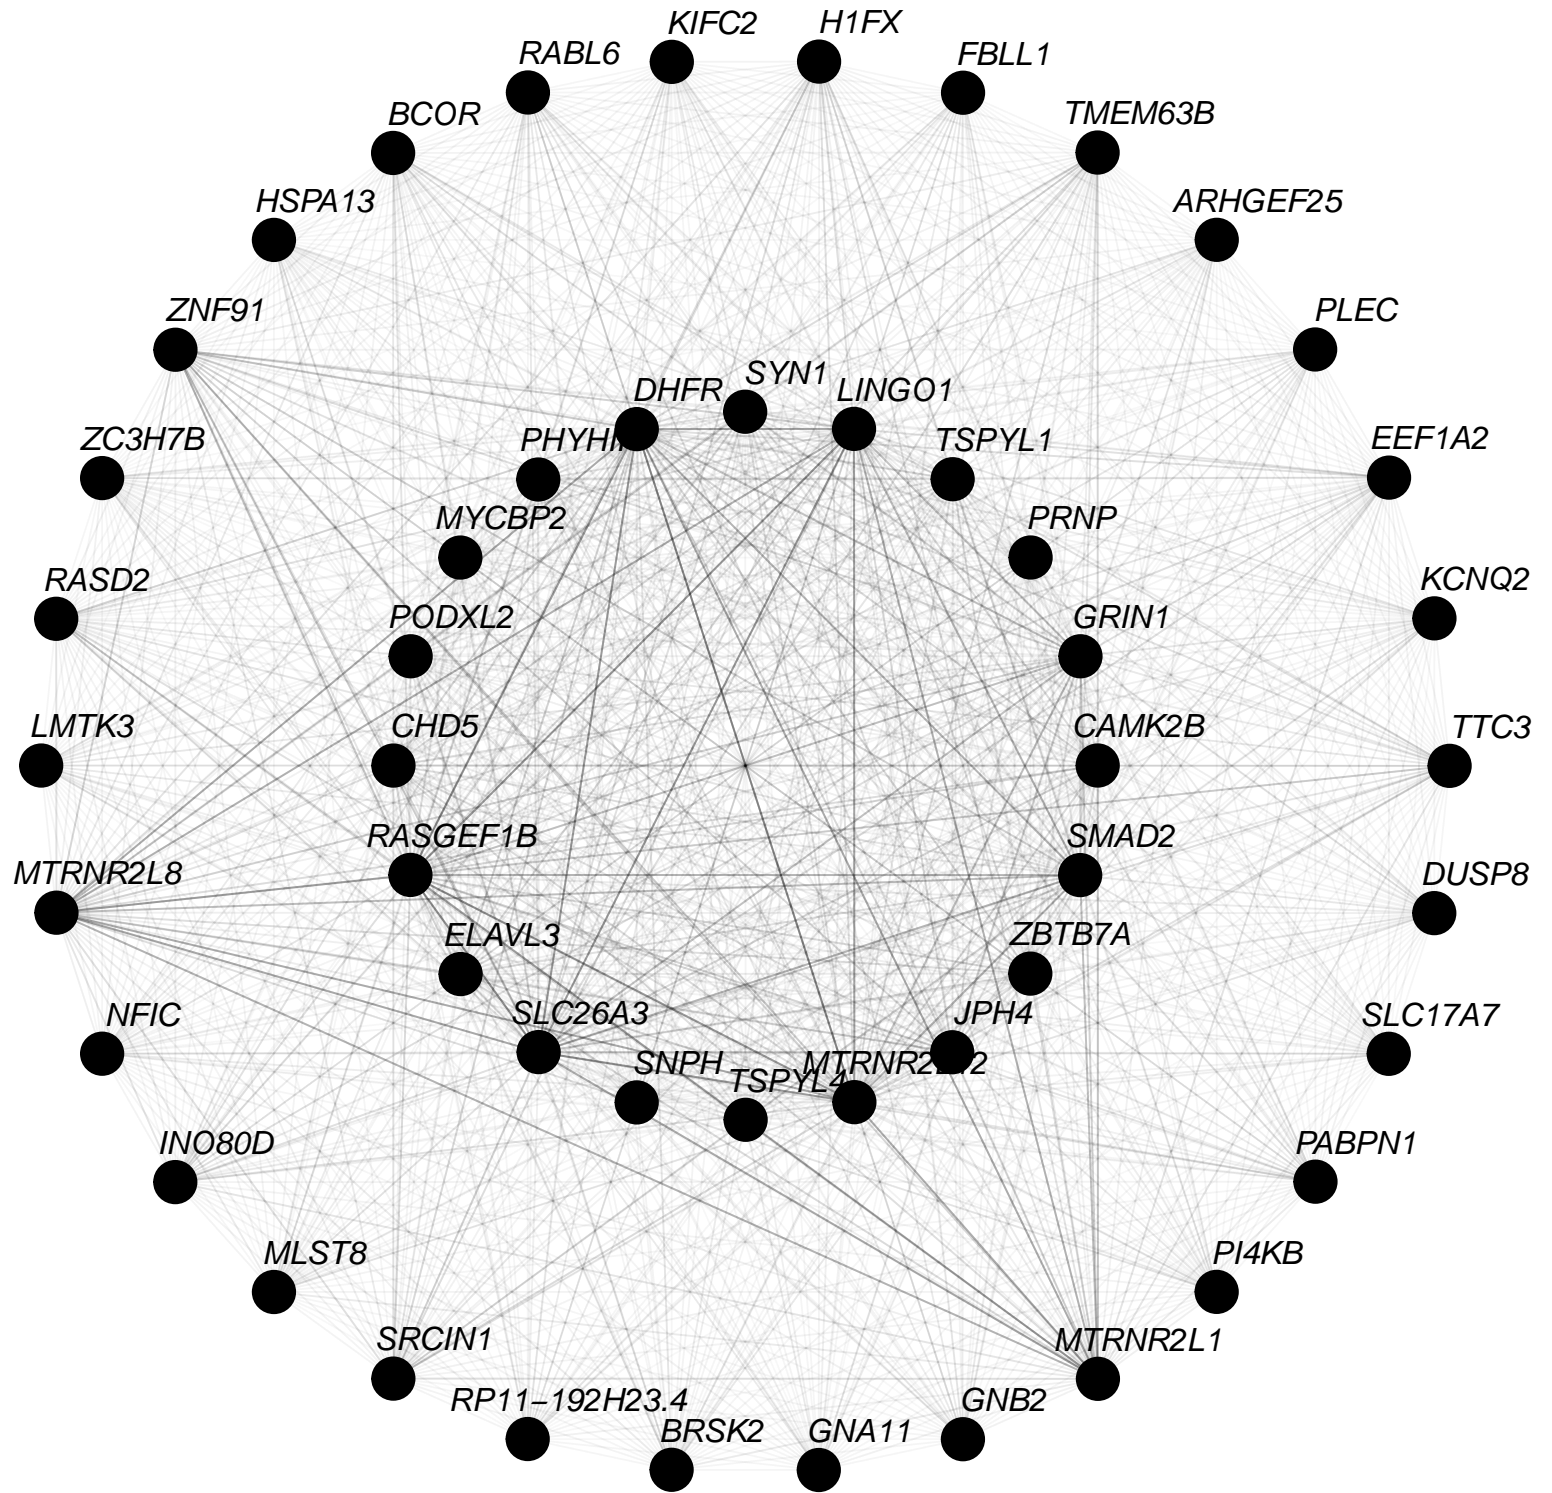 KIFC2
H1FX
RABL6
FBLL1
BCOR
TMEM63B
HSPA13
ARHGEF25
ZNF91
PLEC
SYN1
DHFR
LINGO1
ZC3H7B
TSPYL1
EEF1A2
MYCBP2
PRNP
RASD2
KCNQ2
PODXL2
GRIN1
LMTK3
CHD5
CAMK2B
TTC3
RASGEF1B
SMAD2
MTRNR2L8
DUSP8
ELAVL3
ZBTB7A
NFIC
SLC26A3
JPH4
SLC17A7
SNPH
TSPYL4
INO80D
PABPN1
MLST8
PI4KB
SRCIN1
MTRNR2L1
RP11−192H23.4
GNB2
BRSK2
GNA11